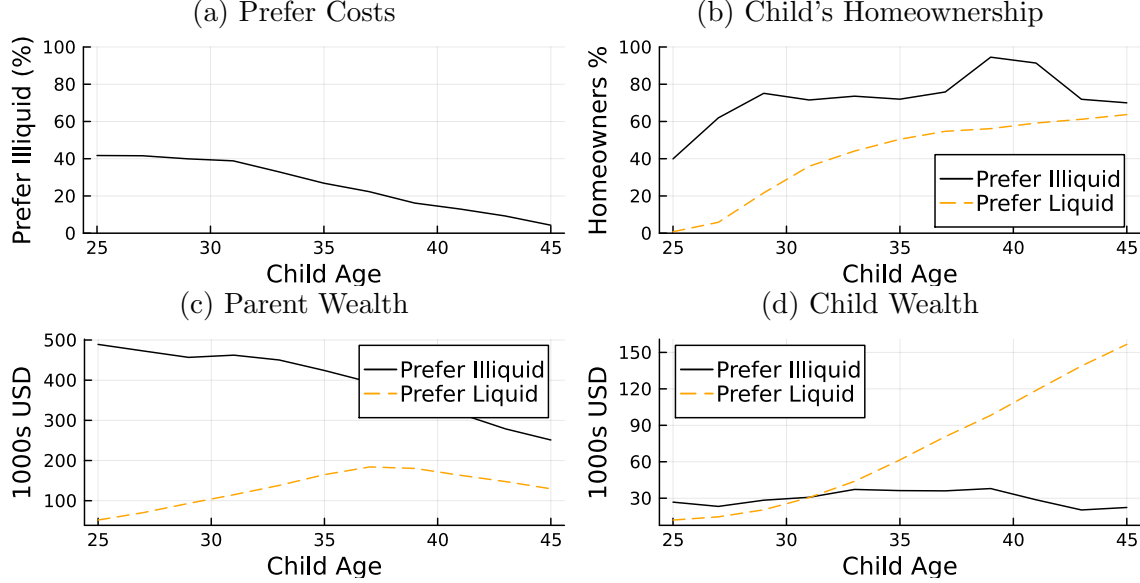 (a) Prefer Costs
Prefer Illiquid (%)
100
80
60
40
20
0
25 30 35 40 45
Child Age
(b) Child's Homeownership
Homeowners %
100
80
60
40
20
0
Prefer Illiquid
Prefer Liquid
25 30 35 40 45
Child Age
(c) Parent Wealth
1000s USD
500
400
300
200
100
Prefer Illiquid
Prefer Liquid
25 30 35 40 45
Child Age
(d) Child Wealth
1000s USD
150
120
90
60
30
Prefer Illiquid
Prefer Liquid
25 30 35 40 45
Child Age